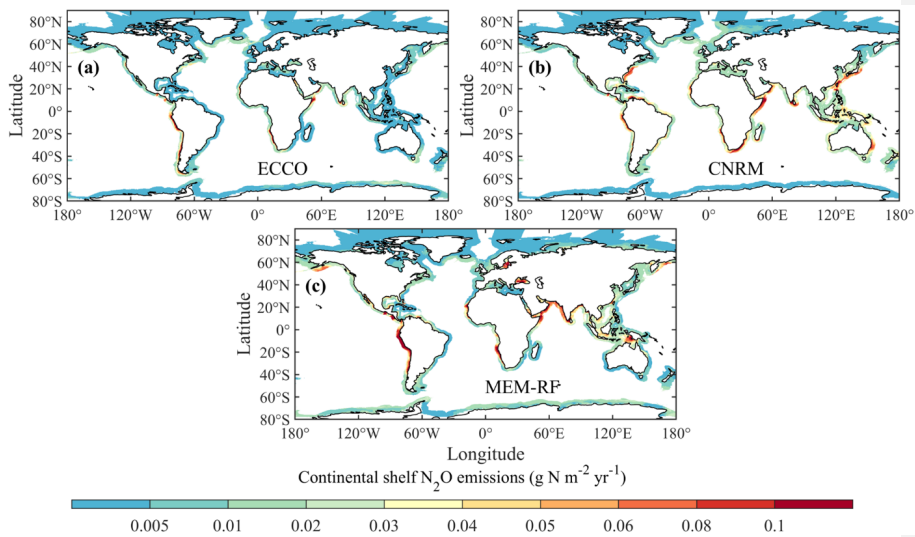 80°N
60°N
40°N
20°N
0°
20°S
40°S
60°S
80°S
Latitude
(a)
ECCO
180° 120°W 60°W 0° 60°E 120°E 180°
80°N
60°N
40°N
20°N
0°
20°S
40°S
60°S
80°S
Latitude
(b)
CNRM
180° 120°W 60°W 0° 60°E 120°E 180°
80°N
60°N
40°N
20°N
0°
20°S
40°S
60°S
80°S
Latitude
(c)
MEM-RF
180° 120°W 60°W 0° 60°E 120°E 180°
Longitude
Continental shelf N₂O emissions (g N m⁻² yr⁻¹)
0.005 0.01 0.02 0.03 0.04 0.05 0.06 0.08 0.1